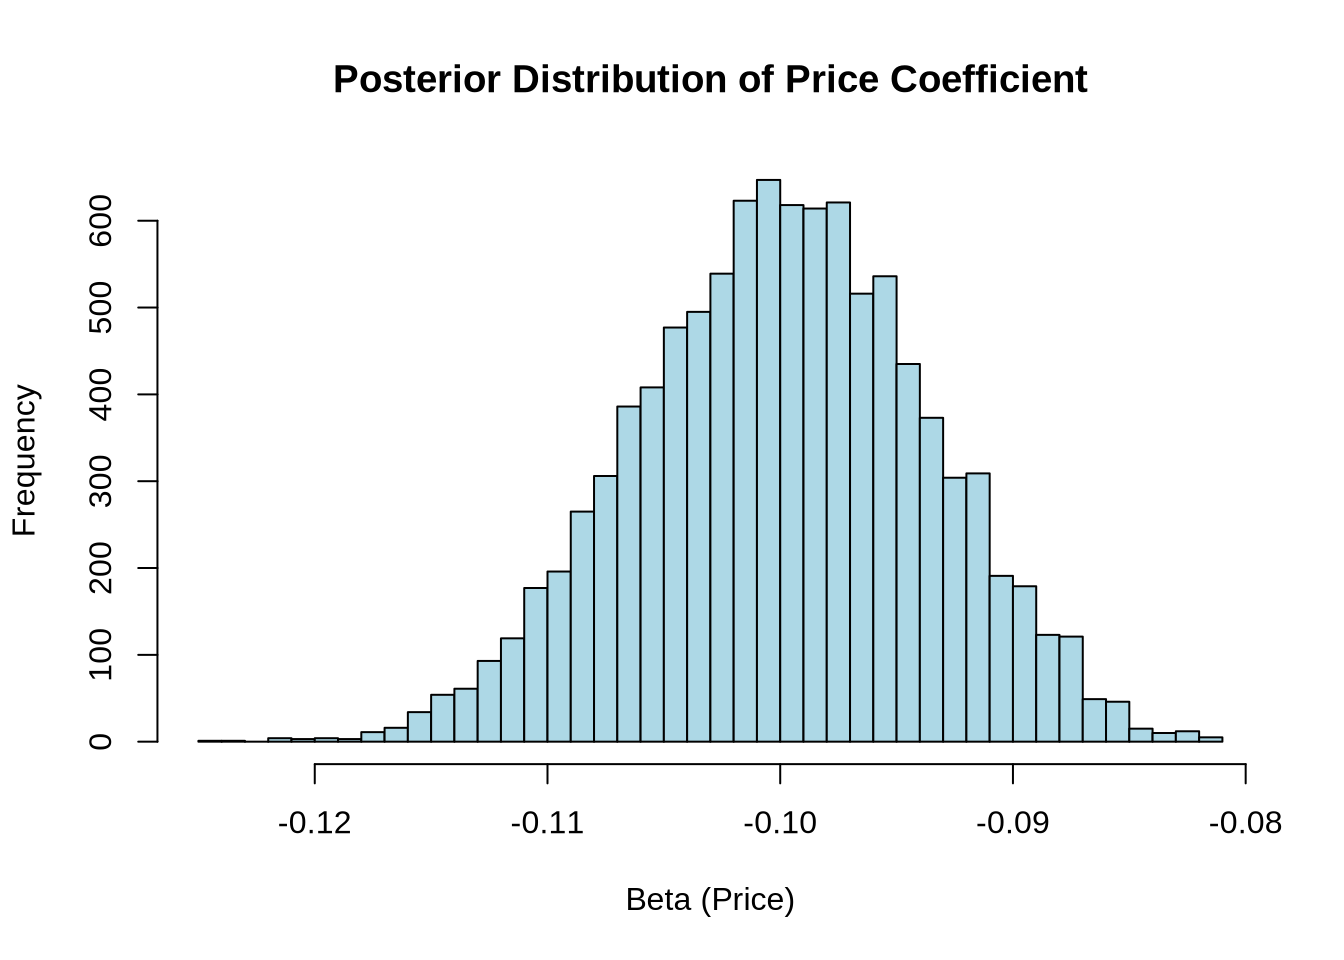 Posterior Distribution of Price Coefficient
Frequency
600
500
400
300
200
100
0
-0.12 -0.11 -0.10 -0.09 -0.08
Beta (Price)